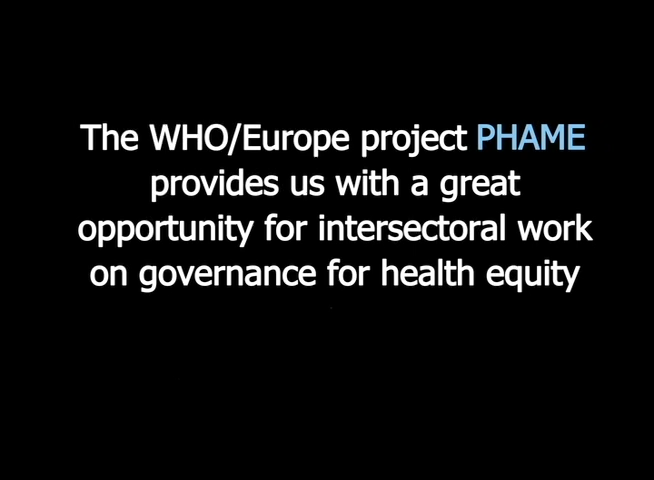 The WHO/Europe project PHAME
provides us with a great
opportunity for intersectoral work
on governance for health equity